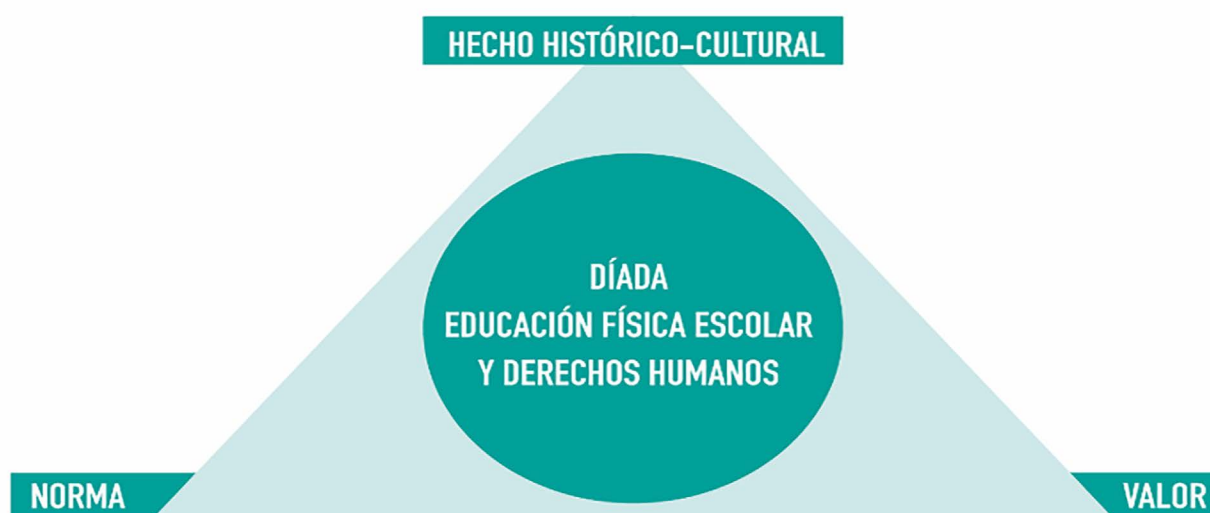 HECHO HISTÓRICO-CULTURAL
DÍADA
EDUCACIÓN FÍSICA ESCOLAR
Y DERECHOS HUMANOS
NORMA
VALOR